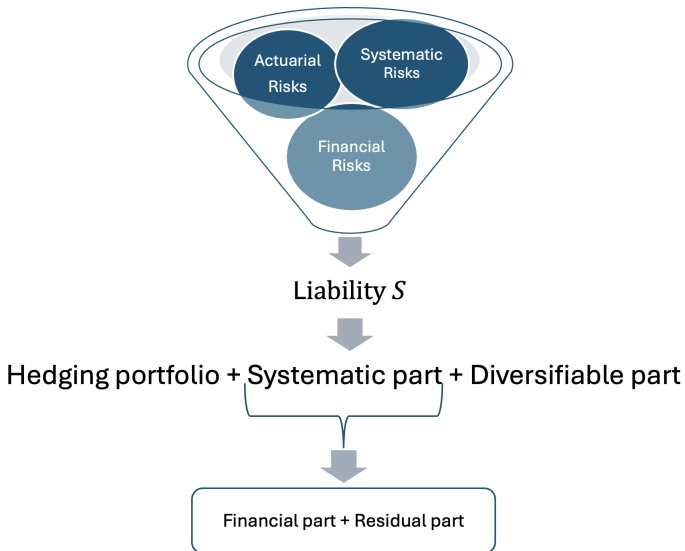 Actuarial
Risks
Systematic
Risks
Financial
Risks
Liability S
Hedging portfolio + Systematic part + Diversifiable part
Financial part + Residual part